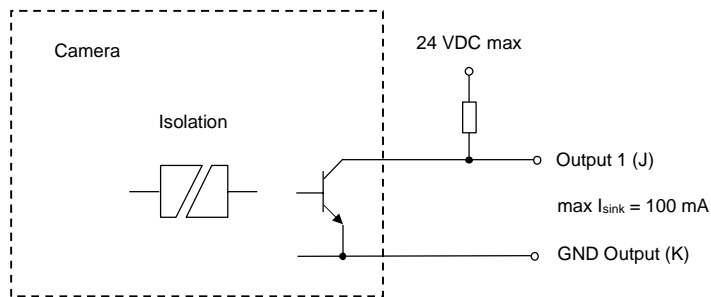 Camera
24 VDC max
Isolation
Output 1 (J)
max Isink = 100 mA
GND Output (K)